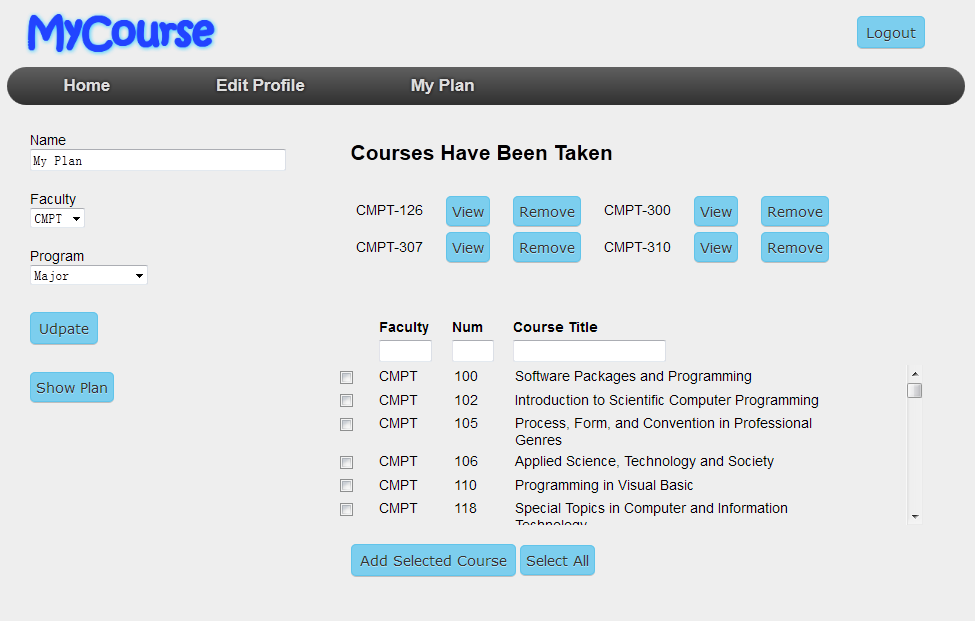 MyCourse
Logout
Home Edit Profile My Plan
Name
My Plan
Faculty
CMPT
Program
Major
Udpate
Show Plan
Courses Have Been Taken
CMPT-126 View Remove CMPT-300 View Remove
CMPT-307 View Remove CMPT-310 View Remove
Faculty Num Course Title
CMPT 100 Software Packages and Programming
CMPT 102 Introduction to Scientific Computer Programming
CMPT 105 Process, Form, and Convention in Professional
Genres
CMPT 106 Applied Science, Technology and Society
CMPT 110 Programming in Visual Basic
CMPT 118 Special Topics in Computer and Information
Technology
Add Selected Course Select All